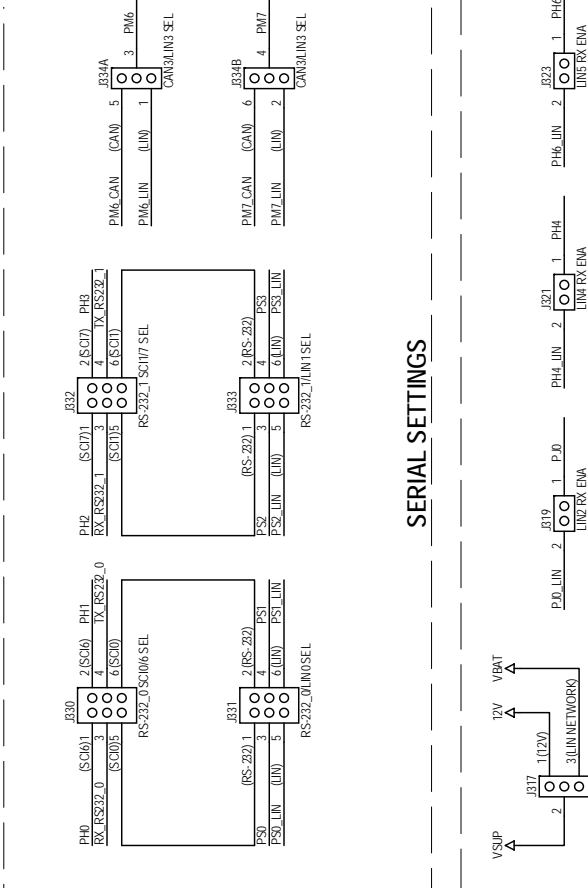 J330
PH0 (SCI6) 1 2 (SCI6) PH1
RX_RS232_0 3 4 TX_RS232_0
(SCI0) 5 6 (SCI0)
RS-232_0 SCI0/6 SEL
J332
PH2 (SCI7) 1 2 (SCI7) PH3
RX_RS232_1 3 4 TX_RS232_1
(SCI1) 5 6 (SCI1)
RS-232_1 SCI1/7 SEL
J334A
PM6_CAN (CAN) 5
3 PM6
PM6_LIN (LIN) 1
CAN3/LIN3 SEL
J331
PS0 (RS-232) 1 2 (RS-232)
3 4 PS1
PS0_LIN (LIN) 5 6 (LIN) PS1_LIN
RS-232_0/LIN0 SEL
J333
PS2 (RS-232) 1 2 (RS-232)
3 4 PS3
PS2_LIN (LIN) 5 6 (LIN) PS3_LIN
RS-232_1/LIN1 SEL
J334B
PM7_CAN (CAN) 6
4 PM7
PM7_LIN (LIN) 2
CAN3/LIN3 SEL
SERIAL SETTINGS
VSUP
12V
VBAT
J317
2
1 (12V)
3 (LIN NETWORK)
J319
PJ0_LIN 2 1 PJ0
LIN2 RX ENA
J321
PH4_LIN 2 1 PH4
LIN4 RX ENA
J323
PH6_LIN 2 1 PH6
LIN5 RX ENA